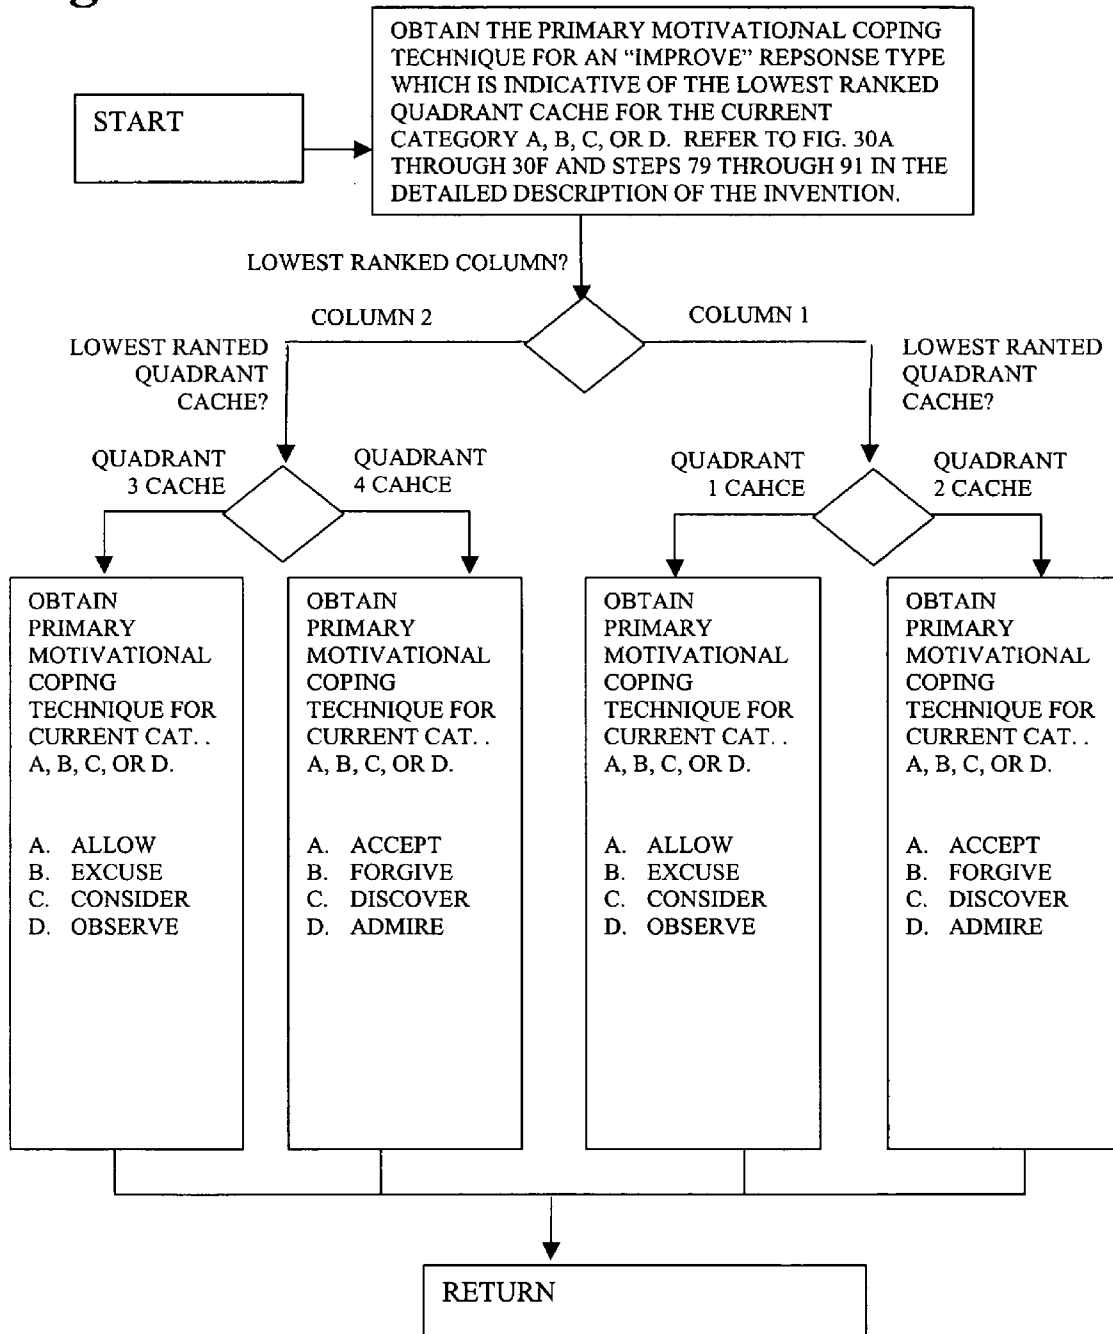 START
OBTAIN THE PRIMARY MOTIVATIOJNAL COPING
TECHNIQUE FOR AN “IMPROVE” REPSONSE TYPE
WHICH IS INDICATIVE OF THE LOWEST RANKED
QUADRANT CACHE FOR THE CURRENT
CATEGORY A, B, C, OR D. REFER TO FIG. 30A
THROUGH 30F AND STEPS 79 THROUGH 91 IN THE
DETAILED DESCRIPTION OF THE INVENTION.
LOWEST RANKED COLUMN?
COLUMN 2
COLUMN 1
LOWEST RANTED
QUADRANT
CACHE?
LOWEST RANTED
QUADRANT
CACHE?
QUADRANT
3 CACHE
QUADRANT
4 CAHCE
QUADRANT
1 CAHCE
QUADRANT
2 CACHE
OBTAIN
PRIMARY
MOTIVATIONAL
COPING
TECHNIQUE FOR
CURRENT CAT. .
A, B, C, OR D.
A. ALLOW
B. EXCUSE
C. CONSIDER
D. OBSERVE
OBTAIN
PRIMARY
MOTIVATIONAL
COPING
TECHNIQUE FOR
CURRENT CAT. .
A, B, C, OR D.
A. ACCEPT
B. FORGIVE
C. DISCOVER
D. ADMIRE
OBTAIN
PRIMARY
MOTIVATIONAL
COPING
TECHNIQUE FOR
CURRENT CAT. .
A, B, C, OR D.
A. ALLOW
B. EXCUSE
C. CONSIDER
D. OBSERVE
OBTAIN
PRIMARY
MOTIVATIONAL
COPING
TECHNIQUE FOR
CURRENT CAT. .
A, B, C, OR D.
A. ACCEPT
B. FORGIVE
C. DISCOVER
D. ADMIRE
RETURN